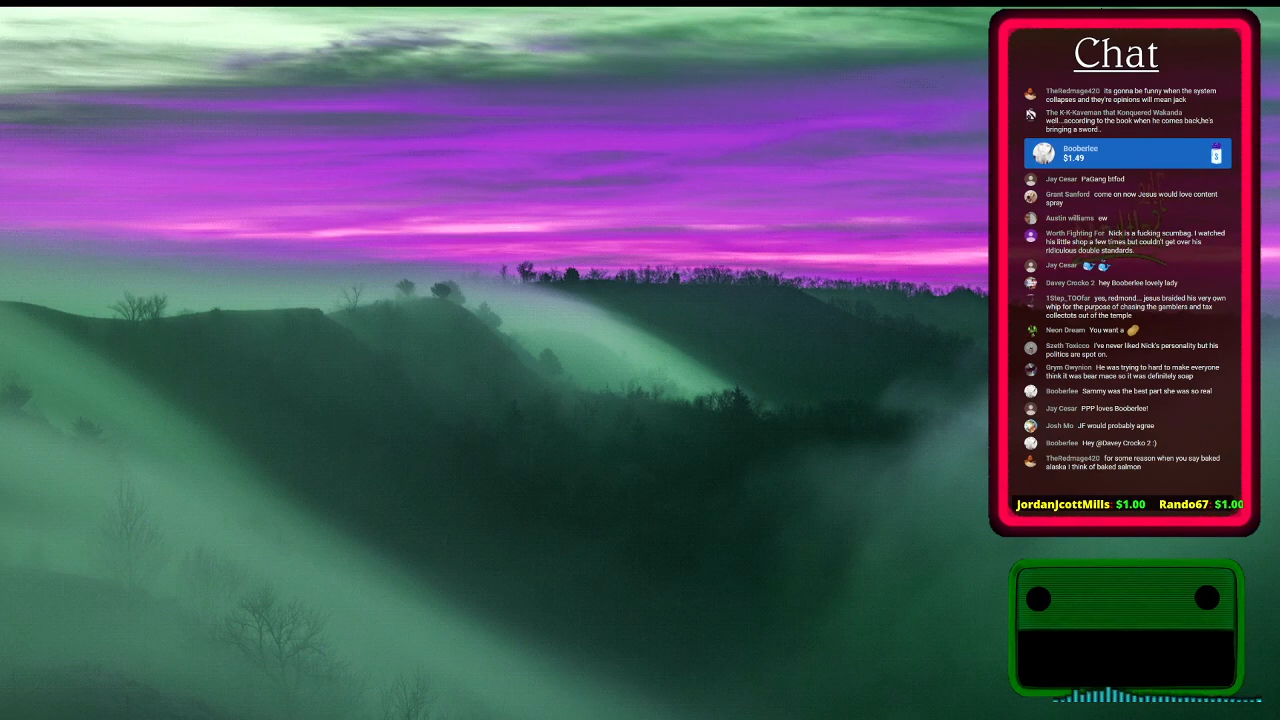 Chat
TheRedmage420 its gonna be funny when the system
collapses and they're opinions will mean jack
The K-K-Kaveman that Konquered Wakanda
well...according to the book when he comes back,he's
bringing a sword..
Booberlee
$1.49
Jay Cesar PaGang btfod
Grant Sanford come on now Jesus would love content
spray
Austin williams ew
Worth Fighting For Nick is a fucking scumbag. I watched
his little shop a few times but couldn't get over his
ridiculous double standards.
Jay Cesar
Davey Crocko 2 hey Booberlee lovely lady
1Step_TOOfar yes, redmond... jesus braided his very own
whip for the purpose of chasing the gamblers and tax
collectots out of the temple
Neon Dream You want a
Szeth Toxicco I've never liked Nick's personality but his
politics are spot on.
Grym Gwynion He was trying to hard to make everyone
think it was bear mace so it was definitely soap
Booberlee Sammy was the best part she was so real
Jay Cesar PPP loves Booberlee!
Josh Mo JF would probably agree
Booberlee Hey @Davey Crocko 2 :)
TheRedmage420 for some reason when you say baked
alaska I think of baked salmon
JordanJcottMills: $1.00 Rando67: $1.00